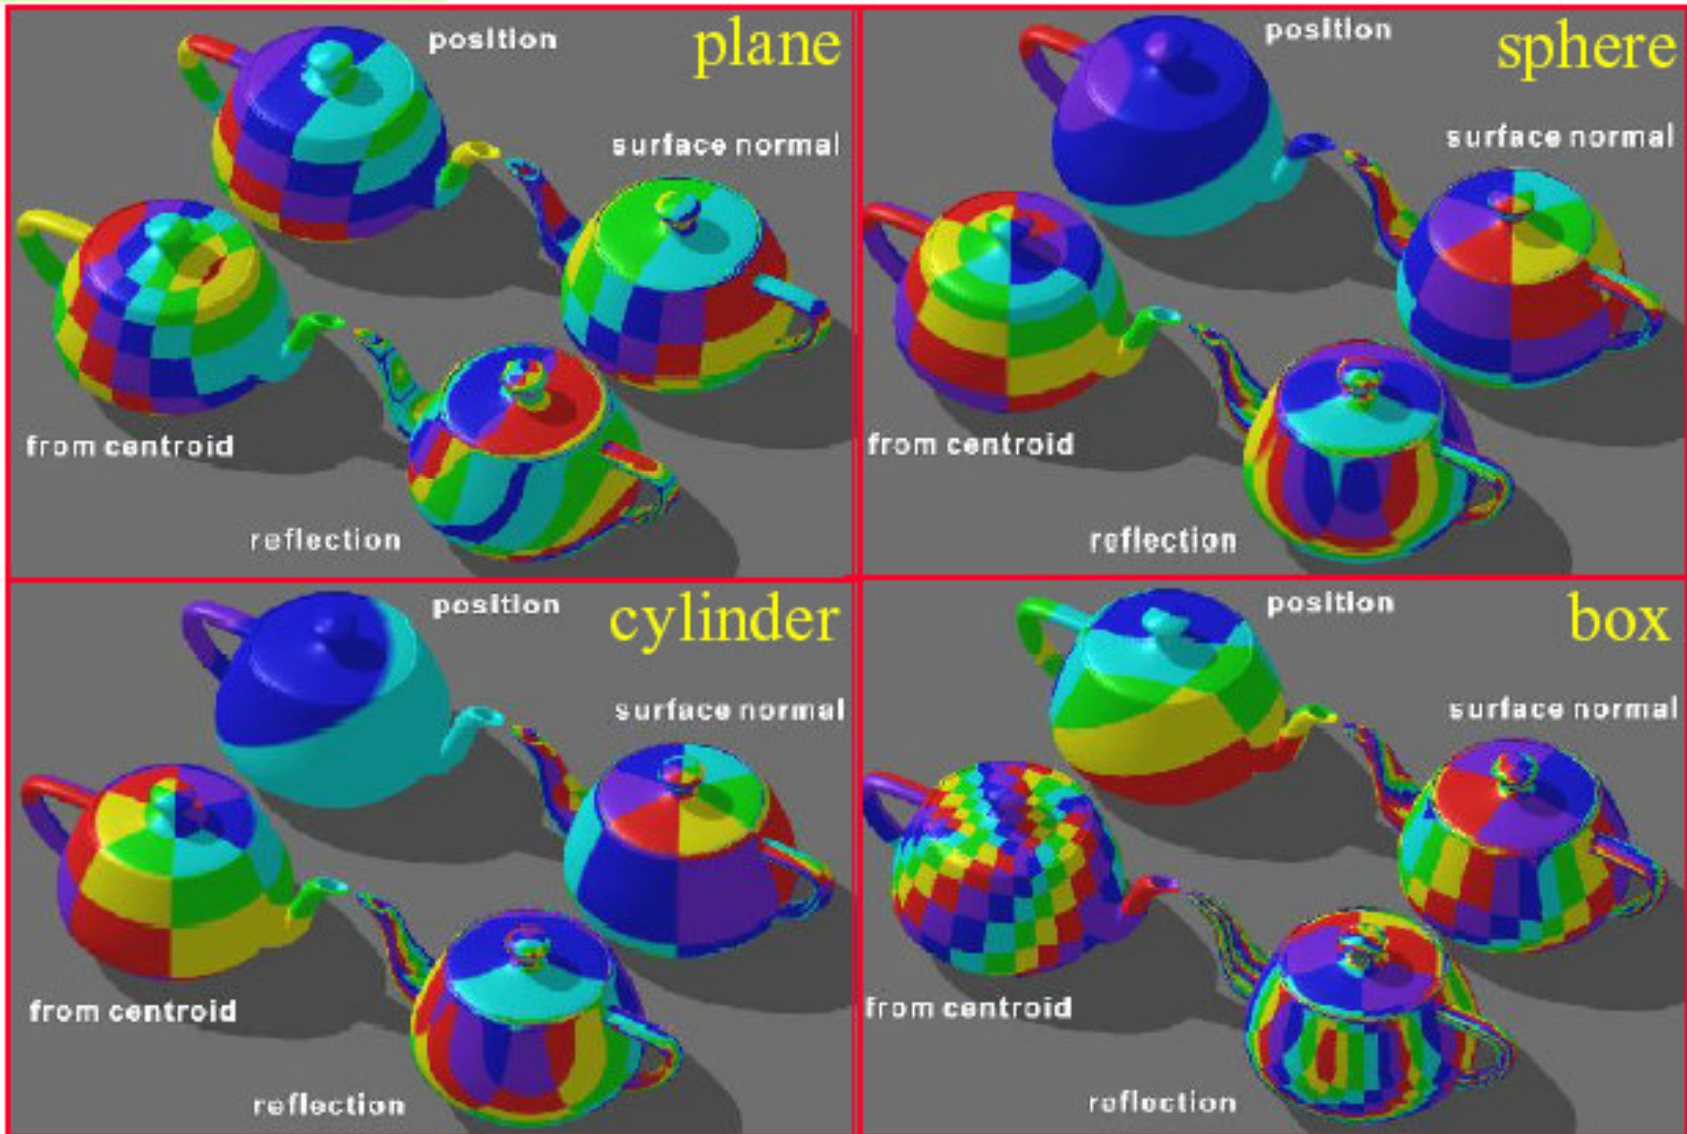 position
plane
surface normal
from centroid
reflection
position
sphere
surface normal
from centroid
reflection
position
cylinder
surface normal
from centroid
reflection
position
box
surface normal
from centroid
reflection